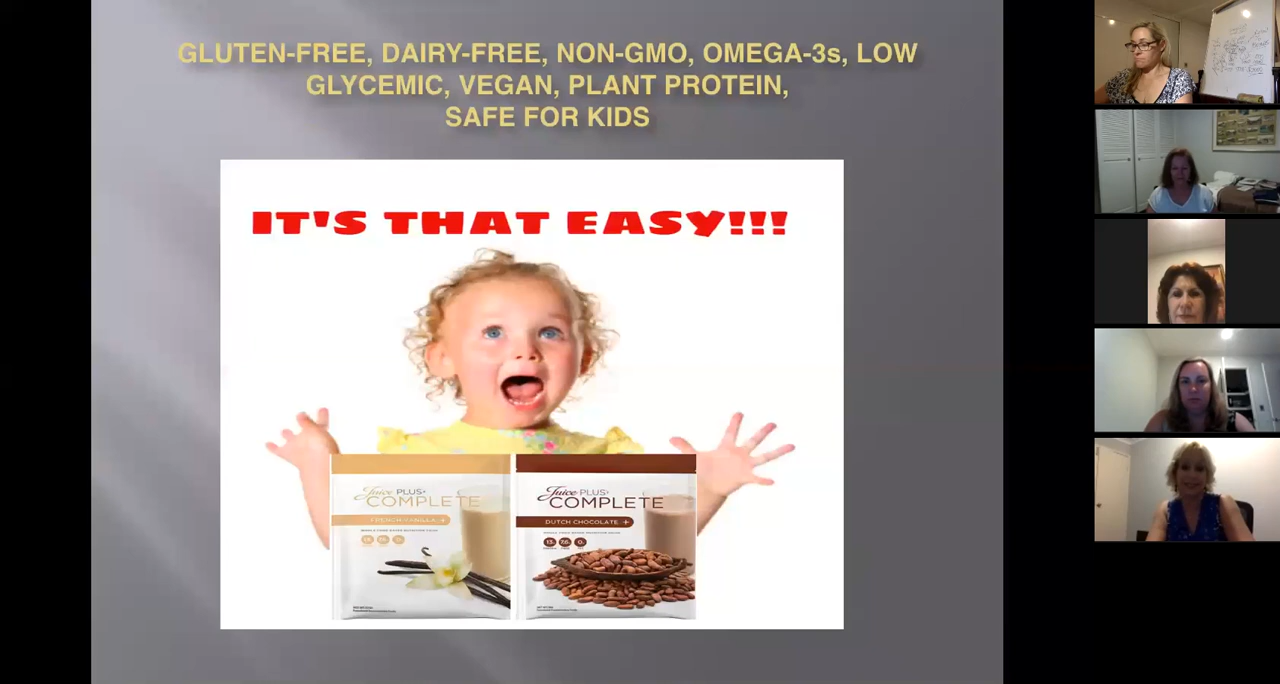 GLUTEN-FREE, DAIRY-FREE, NON-GMO, OMEGA-3s, LOW
GLYCEMIC, VEGAN, PLANT PROTEIN,
SAFE FOR KIDS
IT'S THAT EASY!!!
Juice PLUS+
COMPLETE
FRENCH VANILLA +
Juice PLUS+
COMPLETE
DUTCH CHOCOLATE +